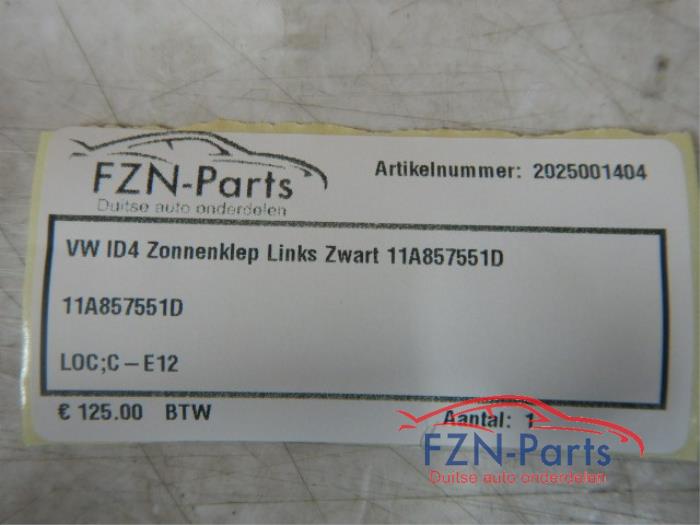 FZN-Parts
Duitse auto onderdelen
Artikelnummer: 2025001404
VW ID4 Zonnenklep Links Zwart 11A857551D
11A857551D
LOC;C-E12
€ 125.00 BTW
Aantal: 1
FZN-Parts
Duitse auto onderdelen